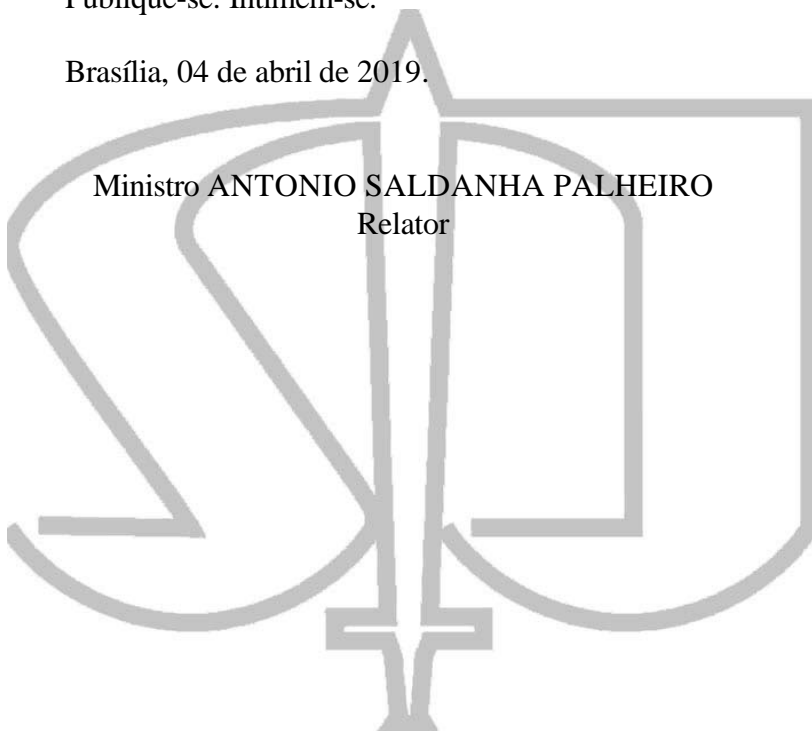 Publique-se. Intimem-se.
Brasília, 04 de abril de 2019.
Ministro ANTONIO SALDANHA PALHEIRO
Relator